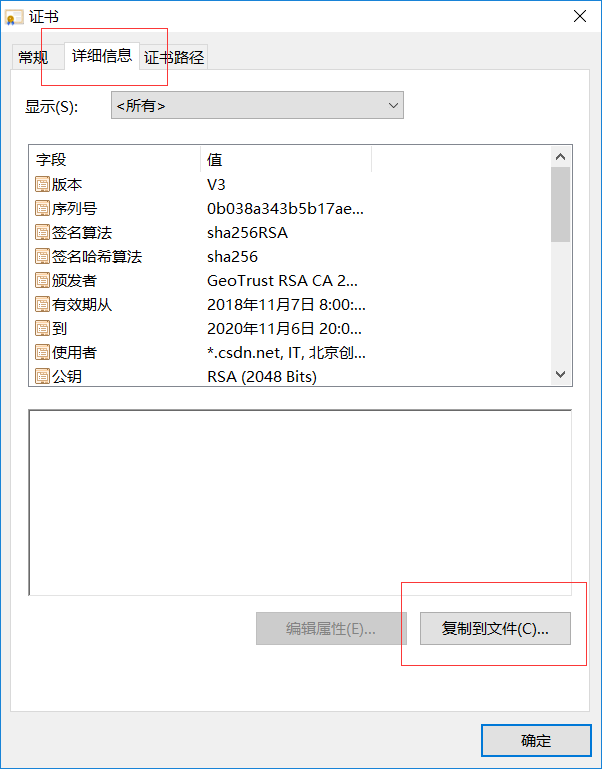 证书
常规 详细信息 证书路径
显示(S): <所有>
字段 值
版本 V3
序列号 0b038a343b5b17ae...
签名算法 sha256RSA
签名哈希算法 sha256
颁发者 GeoTrust RSA CA 2...
有效期从 2018年11月7日 8:00:...
到 2020年11月6日 20:0...
使用者 *.csdn.net, IT, 北京创...
公钥 RSA (2048 Bits)
编辑属性(E)... 复制到文件(C)...
确定